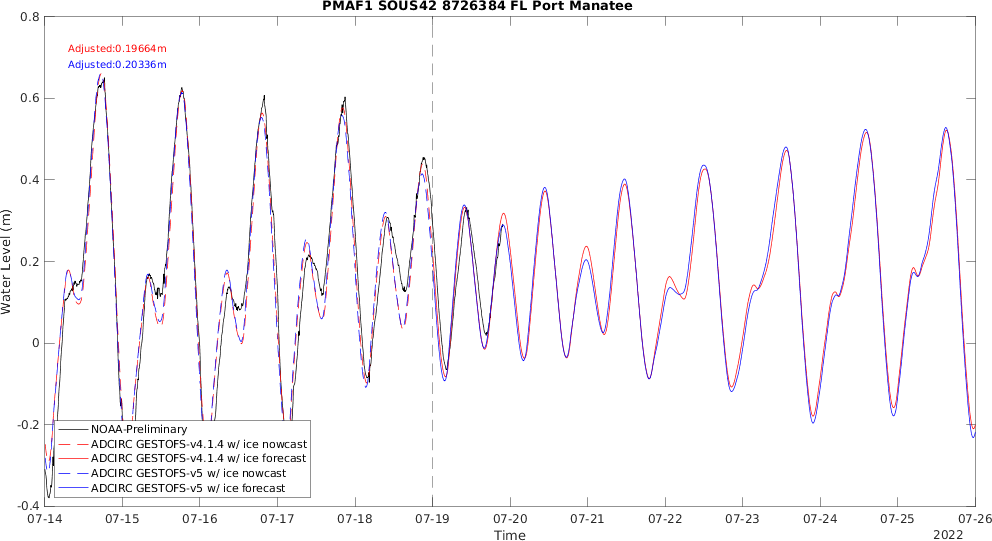 PMAF1 SOUS42 8726384 FL Port Manatee
Adjusted:0.19664m
Adjusted:0.20336m
Water Level (m)
0.8
0.6
0.4
0.2
0
-0.2
-0.4
NOAA-Preliminary
ADCIRC GESTOFS-v4.1.4 w/ ice nowcast
ADCIRC GESTOFS-v4.1.4 w/ ice forecast
ADCIRC GESTOFS-v5 w/ ice nowcast
ADCIRC GESTOFS-v5 w/ ice forecast
07-14 07-15 07-16 07-17 07-18 07-19 07-20 07-21 07-22 07-23 07-24 07-25 07-26
Time
2022